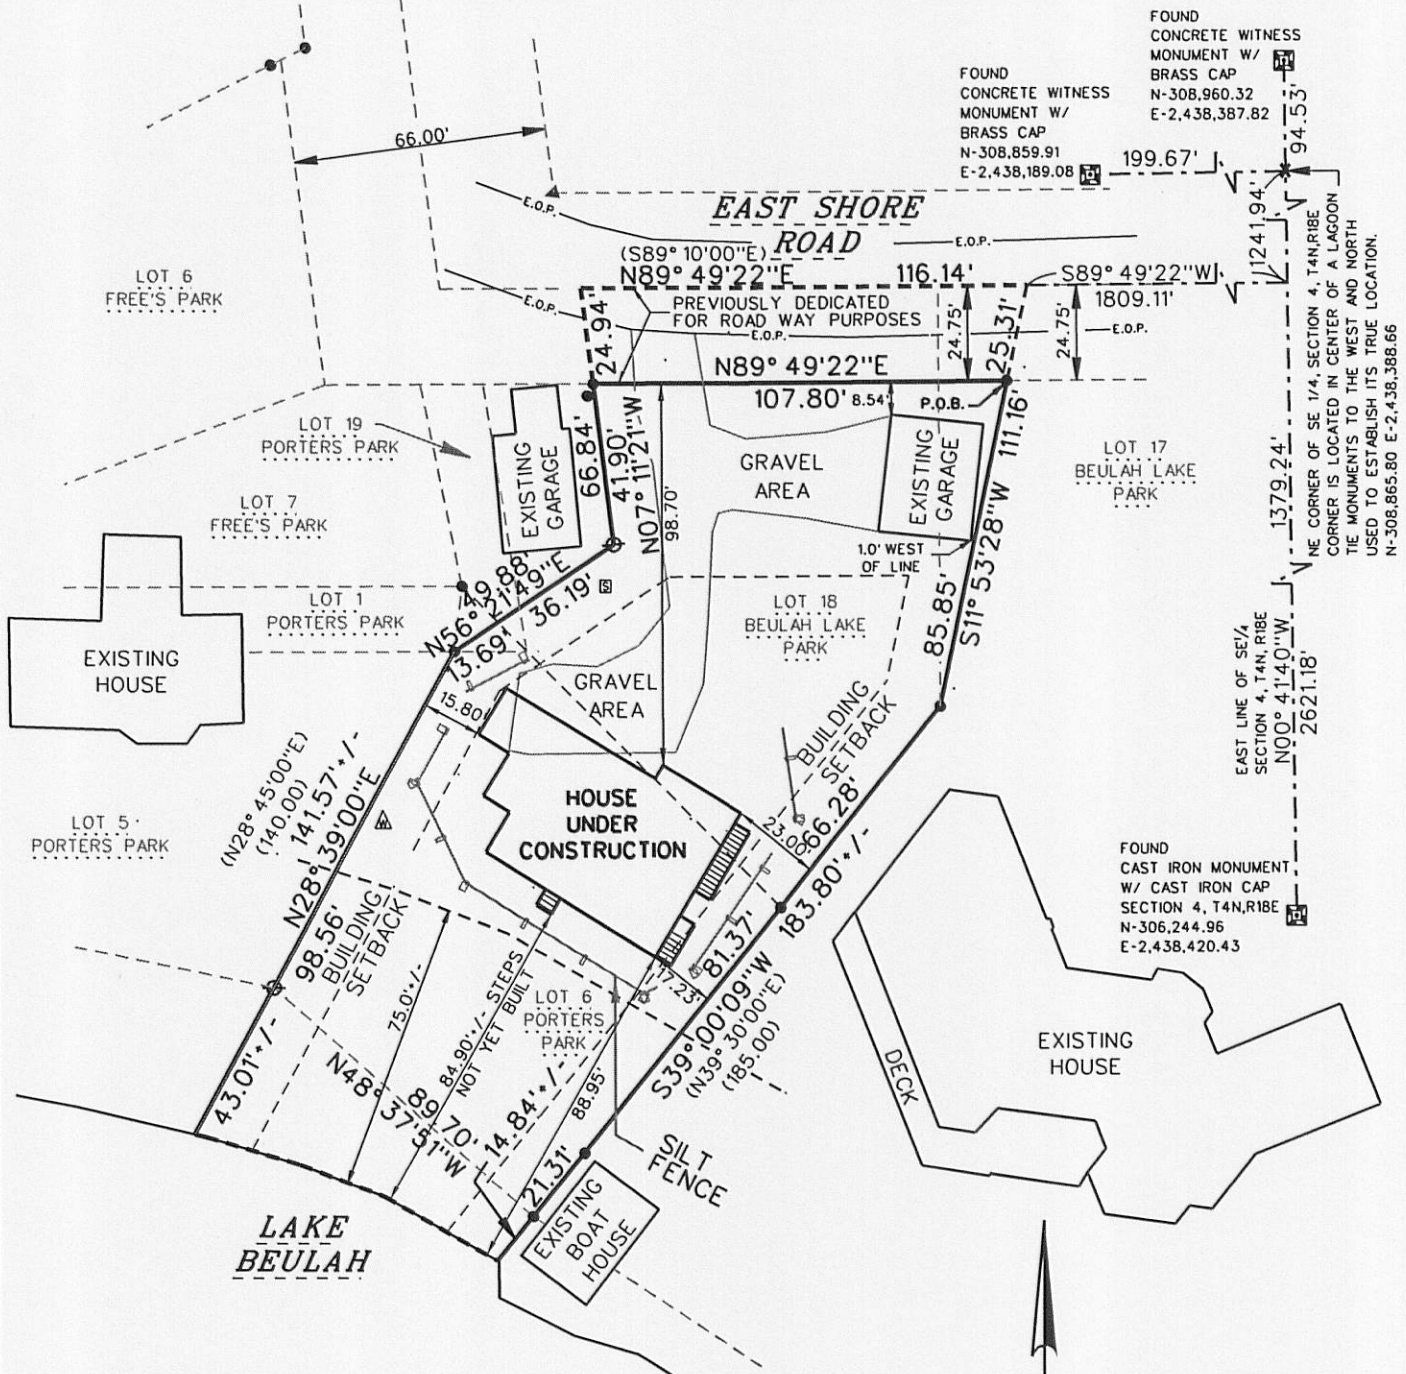 FOUND
CONCRETE WITNESS
MONUMENT W/
BRASS CAP
N-308,960.32
E-2,438,387.82
94.53'
FOUND
CONCRETE WITNESS
MONUMENT W/
BRASS CAP
N-308,859.91
E-2,438,189.08
199.67'
66.00'
E.O.P.
EAST SHORE
ROAD
E.O.P.
1241.94'
(S89° 10'00"E)
N89° 49'22"E
116.14'
S89° 49'22"W
1809.11'
LOT 6
FREE'S PARK
E.O.P.
24.94'
PREVIOUSLY DEDICATED
FOR ROAD WAY PURPOSES
E.O.P.
24.75'
25.31'
24.75'
E.O.P.
NE CORNER OF SE 1/4, SECTION 4, T4N,R18E
CORNER IS LOCATED IN CENTER OF A LAGOON
TIE MONUMENTS TO THE WEST AND NORTH
USED TO ESTABLISH ITS TRUE LOCATION.
N-308,865.80 E-2,438,388.66
N89° 49'22"E
107.80'
8.54'
P.O.B.
LOT 19
PORTERS PARK
EXISTING
GARAGE
66.84'
41.90'
N07° 11'21"W
98.70'
GRAVEL
AREA
EXISTING
GARAGE
111.16'
S11° 53'28"W
LOT 17
BEULAH LAKE
PARK
1379.24'
LOT 7
FREE'S PARK
1.0' WEST
OF LINE
85.85'
49.88'
N56° 21'49"E
36.19'
13.69'
S
LOT 1
PORTERS PARK
LOT 18
BEULAH LAKE
PARK
EAST LINE OF SE1/4
SECTION 4, T4N, R18E
N00° 41'40"W
2621.18'
EXISTING
HOUSE
15.80'
GRAVEL
AREA
BUILDING
SETBACK
(N28° 45'00"E)
(140.00)
141.57'+/-
N28° 39'00"E
98.56'
HOUSE
UNDER
CONSTRUCTION
23.00'
66.28'
183.80'+/-
LOT 5
PORTERS PARK
W
BUILDING
SETBACK
FOUND
CAST IRON MONUMENT
W/ CAST IRON CAP
SECTION 4, T4N,R18E
N-306,244.96
E-2,438,420.43
81.37'
17.23'
S39° 00'09"W
(N39° 30'00"E)
(185.00)
75.0'+/-
84.90'+/- STEPS
NOT YET BUILT
LOT 6
PORTERS
PARK
43.01'+/-
89.70'
N48° 37'51"W
14.84'+/-
88.95'
21.31'
SILT
FENCE
EXISTING
BOAT
HOUSE
DECK
EXISTING
HOUSE
LAKE
BEULAH